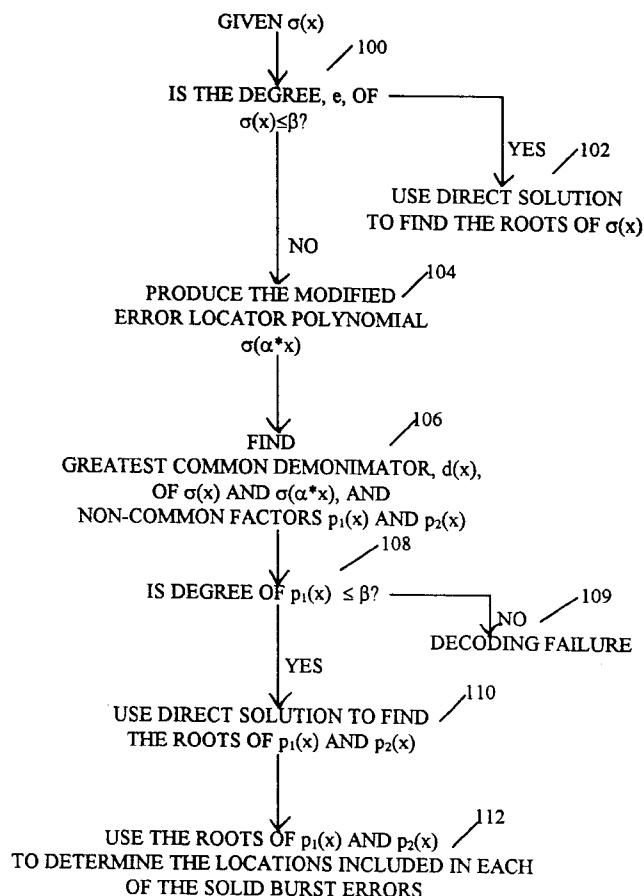 GIVEN σ(x)
100
IS THE DEGREE, e, OF
σ(x)≤β?
YES
102
USE DIRECT SOLUTION
TO FIND THE ROOTS OF σ(x)
NO
104
PRODUCE THE MODIFIED
ERROR LOCATOR POLYNOMIAL
σ(α*x)
106
FIND
GREATEST COMMON DEMONIMATOR, d(x),
OF σ(x) AND σ(α*x), AND
NON-COMMON FACTORS p₁(x) AND p₂(x)
108
IS DEGREE OF p₁(x) ≤ β?
109
NO
DECODING FAILURE
YES
110
USE DIRECT SOLUTION TO FIND
THE ROOTS OF p₁(x) AND p₂(x)
112
USE THE ROOTS OF p₁(x) AND p₂(x)
TO DETERMINE THE LOCATIONS INCLUDED IN EACH
OF THE SOLID BURST ERRORS